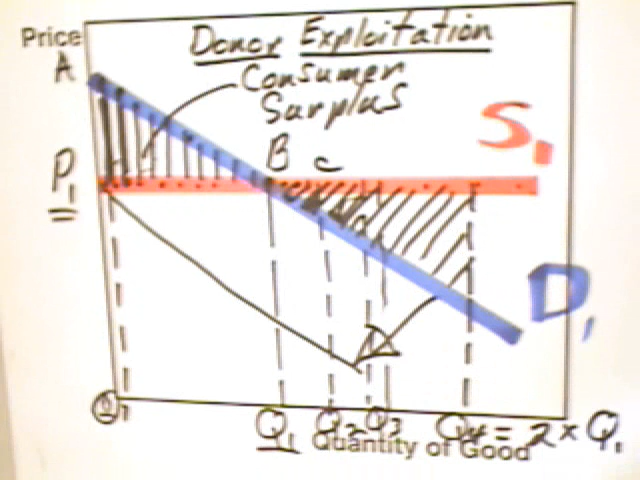 Price
Donor Exploitation
A
Consumer
Surplus
B C
S1
P1
D1
Q1 Q2 Q3 Q4 = 2 × Q1
Quantity of Good